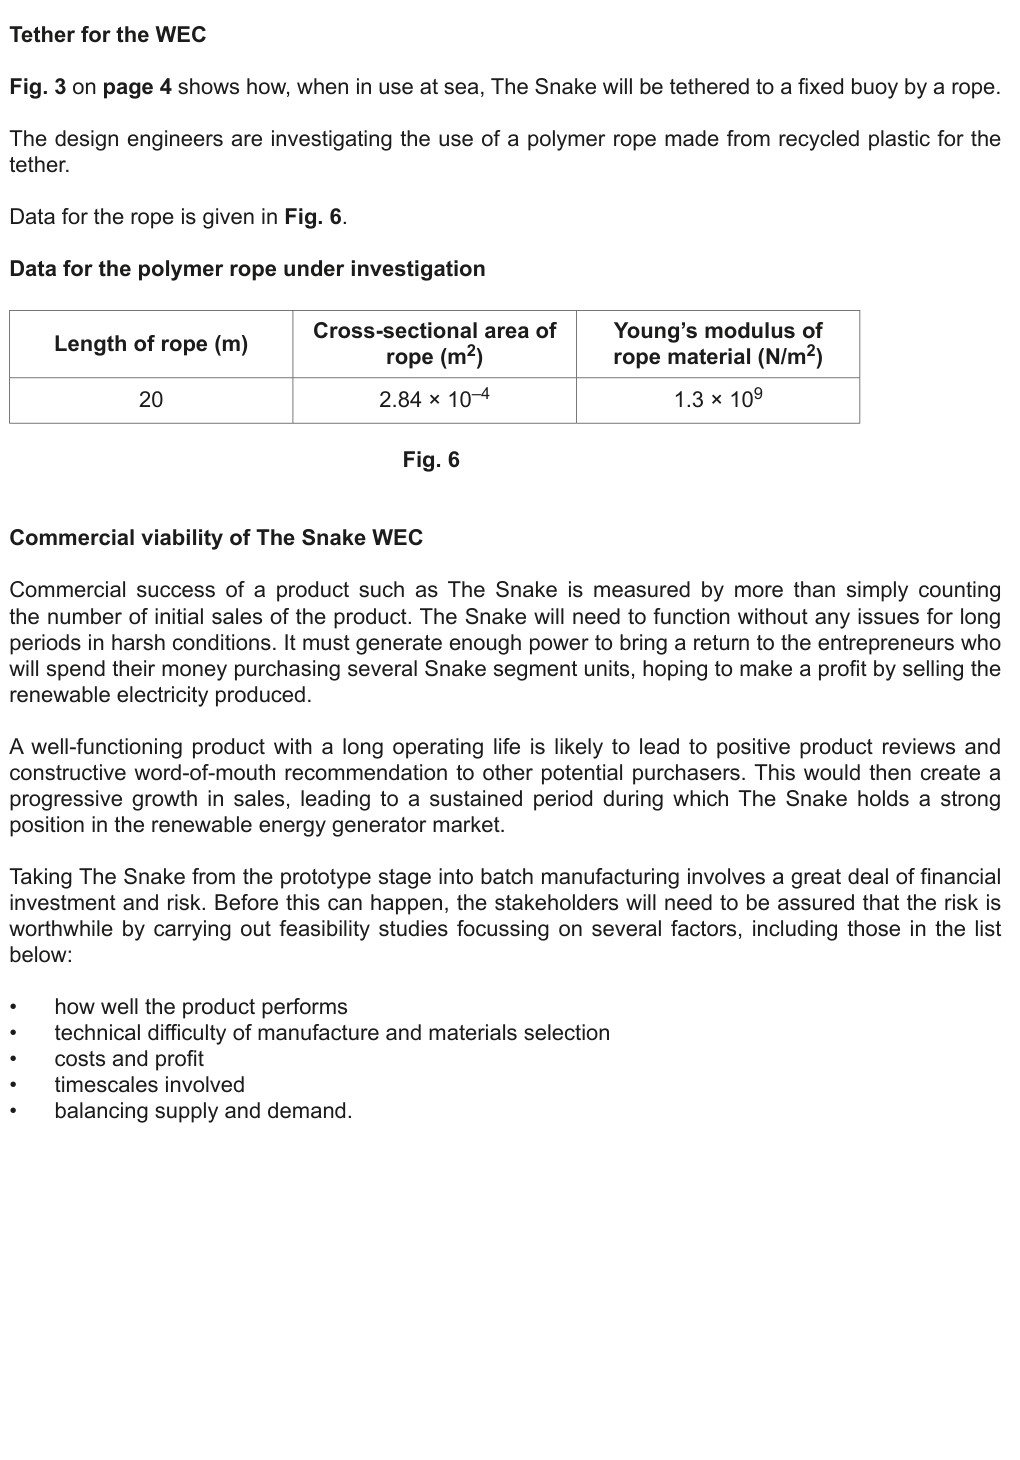 Tether for the WEC
Fig. 3 on page 4 shows how, when in use at sea, The Snake will be tethered to a fixed buoy by a rope.
The design engineers are investigating the use of a polymer rope made from recycled plastic for the
tether.
Data for the rope is given in Fig. 6.
Data for the polymer rope under investigation
Length of rope (m)
Cross-sectional area of
rope (m²)
Young’s modulus of
rope material (N/m²)
20
2.84 × 10⁻⁴
1.3 × 10⁹
Fig. 6
Commercial viability of The Snake WEC
Commercial success of a product such as The Snake is measured by more than simply counting
the number of initial sales of the product. The Snake will need to function without any issues for long
periods in harsh conditions. It must generate enough power to bring a return to the entrepreneurs who
will spend their money purchasing several Snake segment units, hoping to make a profit by selling the
renewable electricity produced.
A well-functioning product with a long operating life is likely to lead to positive product reviews and
constructive word-of-mouth recommendation to other potential purchasers. This would then create a
progressive growth in sales, leading to a sustained period during which The Snake holds a strong
position in the renewable energy generator market.
Taking The Snake from the prototype stage into batch manufacturing involves a great deal of financial
investment and risk. Before this can happen, the stakeholders will need to be assured that the risk is
worthwhile by carrying out feasibility studies focussing on several factors, including those in the list
below:
• how well the product performs
• technical difficulty of manufacture and materials selection
• costs and profit
• timescales involved
• balancing supply and demand.